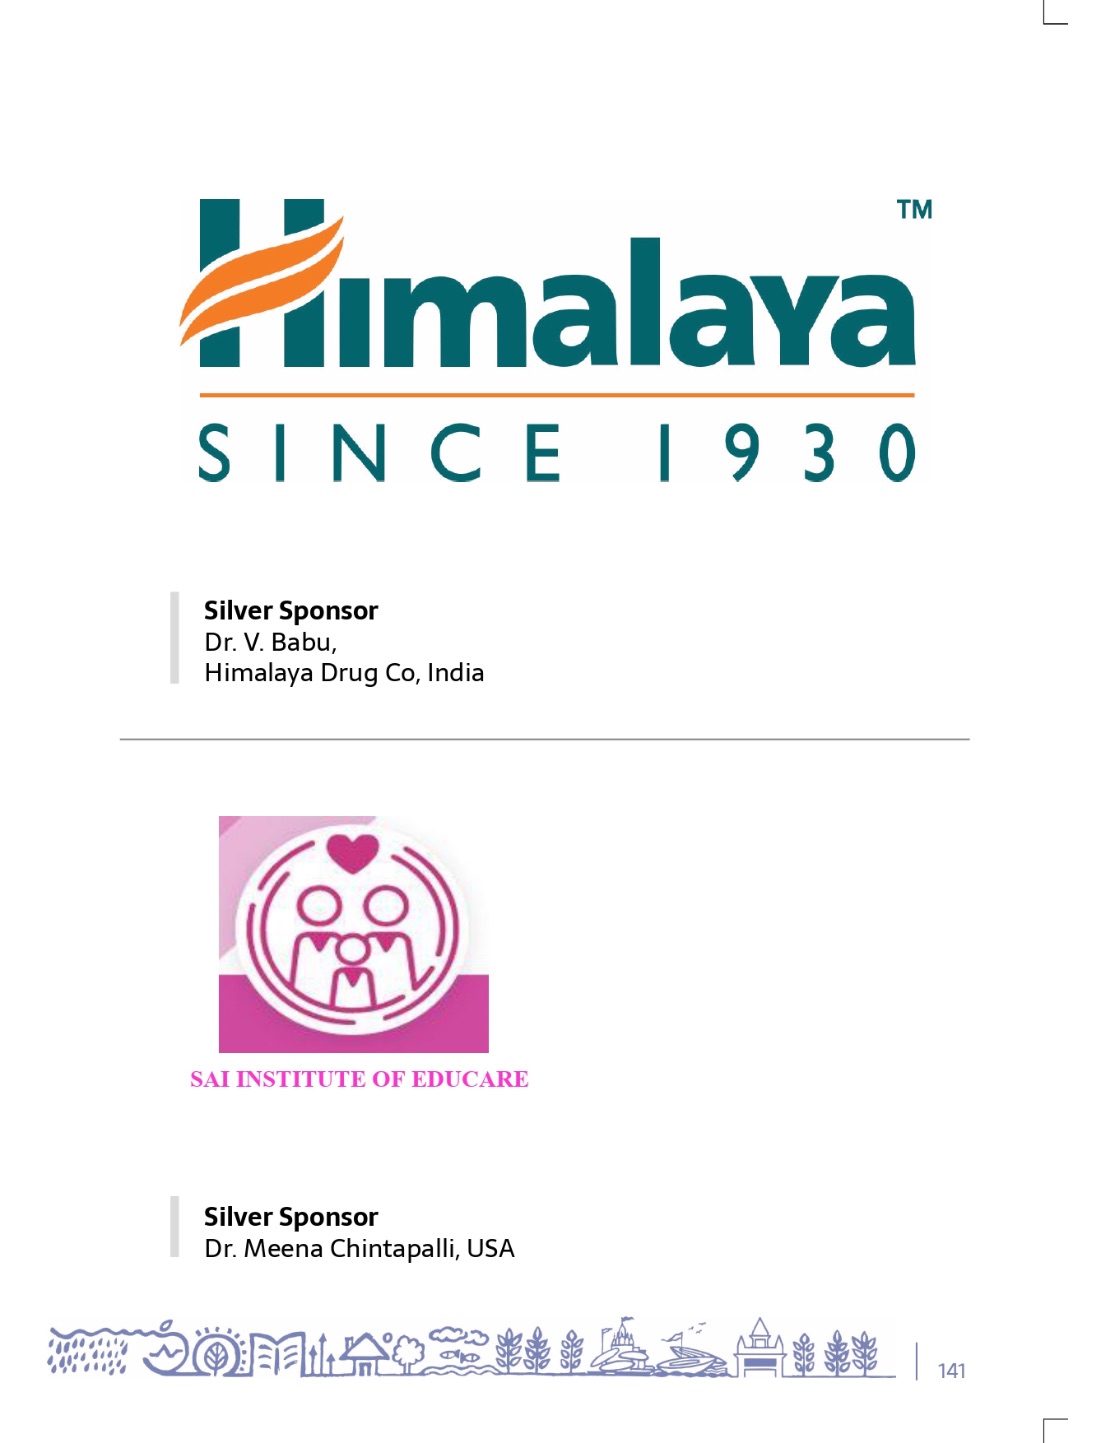 TM
Himalaya
SINCE 1930
Silver Sponsor
Dr. V. Babu,
Himalaya Drug Co, India
SAI INSTITUTE OF EDUCARE
Silver Sponsor
Dr. Meena Chintapalli, USA
141